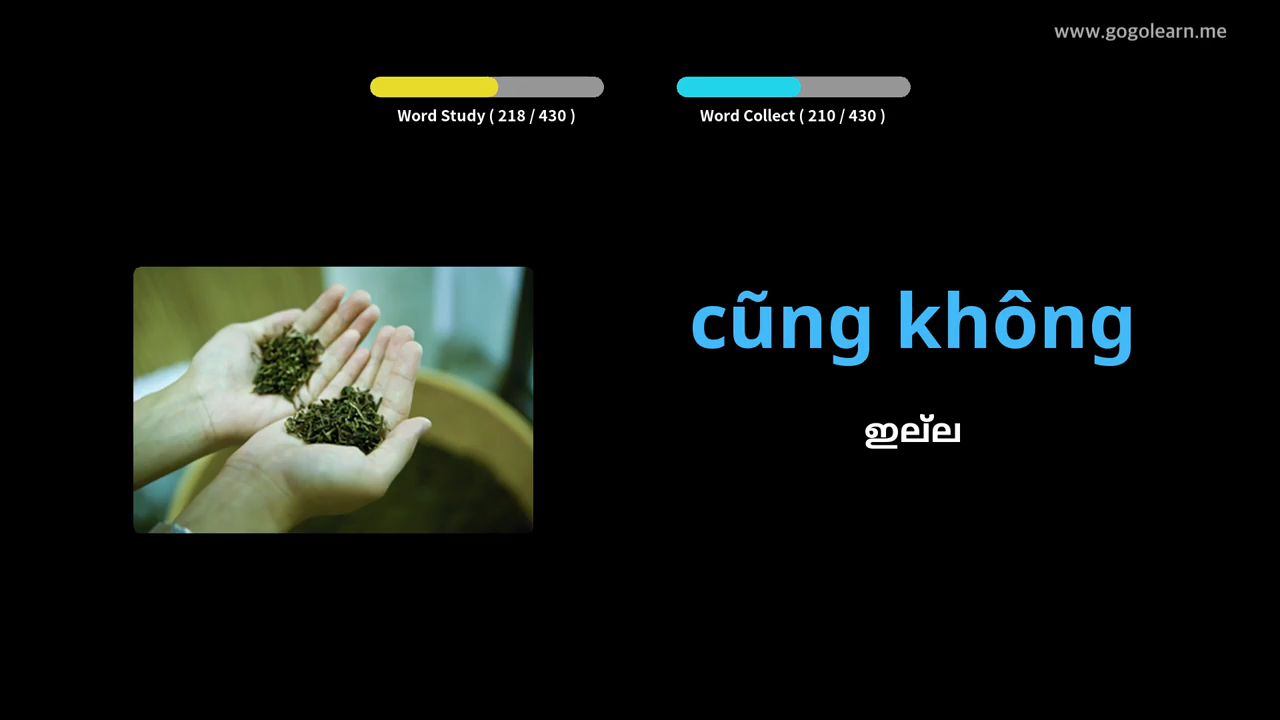 www.gogolearn.me
Word Study ( 218 / 430 )
Word Collect ( 210 / 430 )
cũng không
ഇല്ല